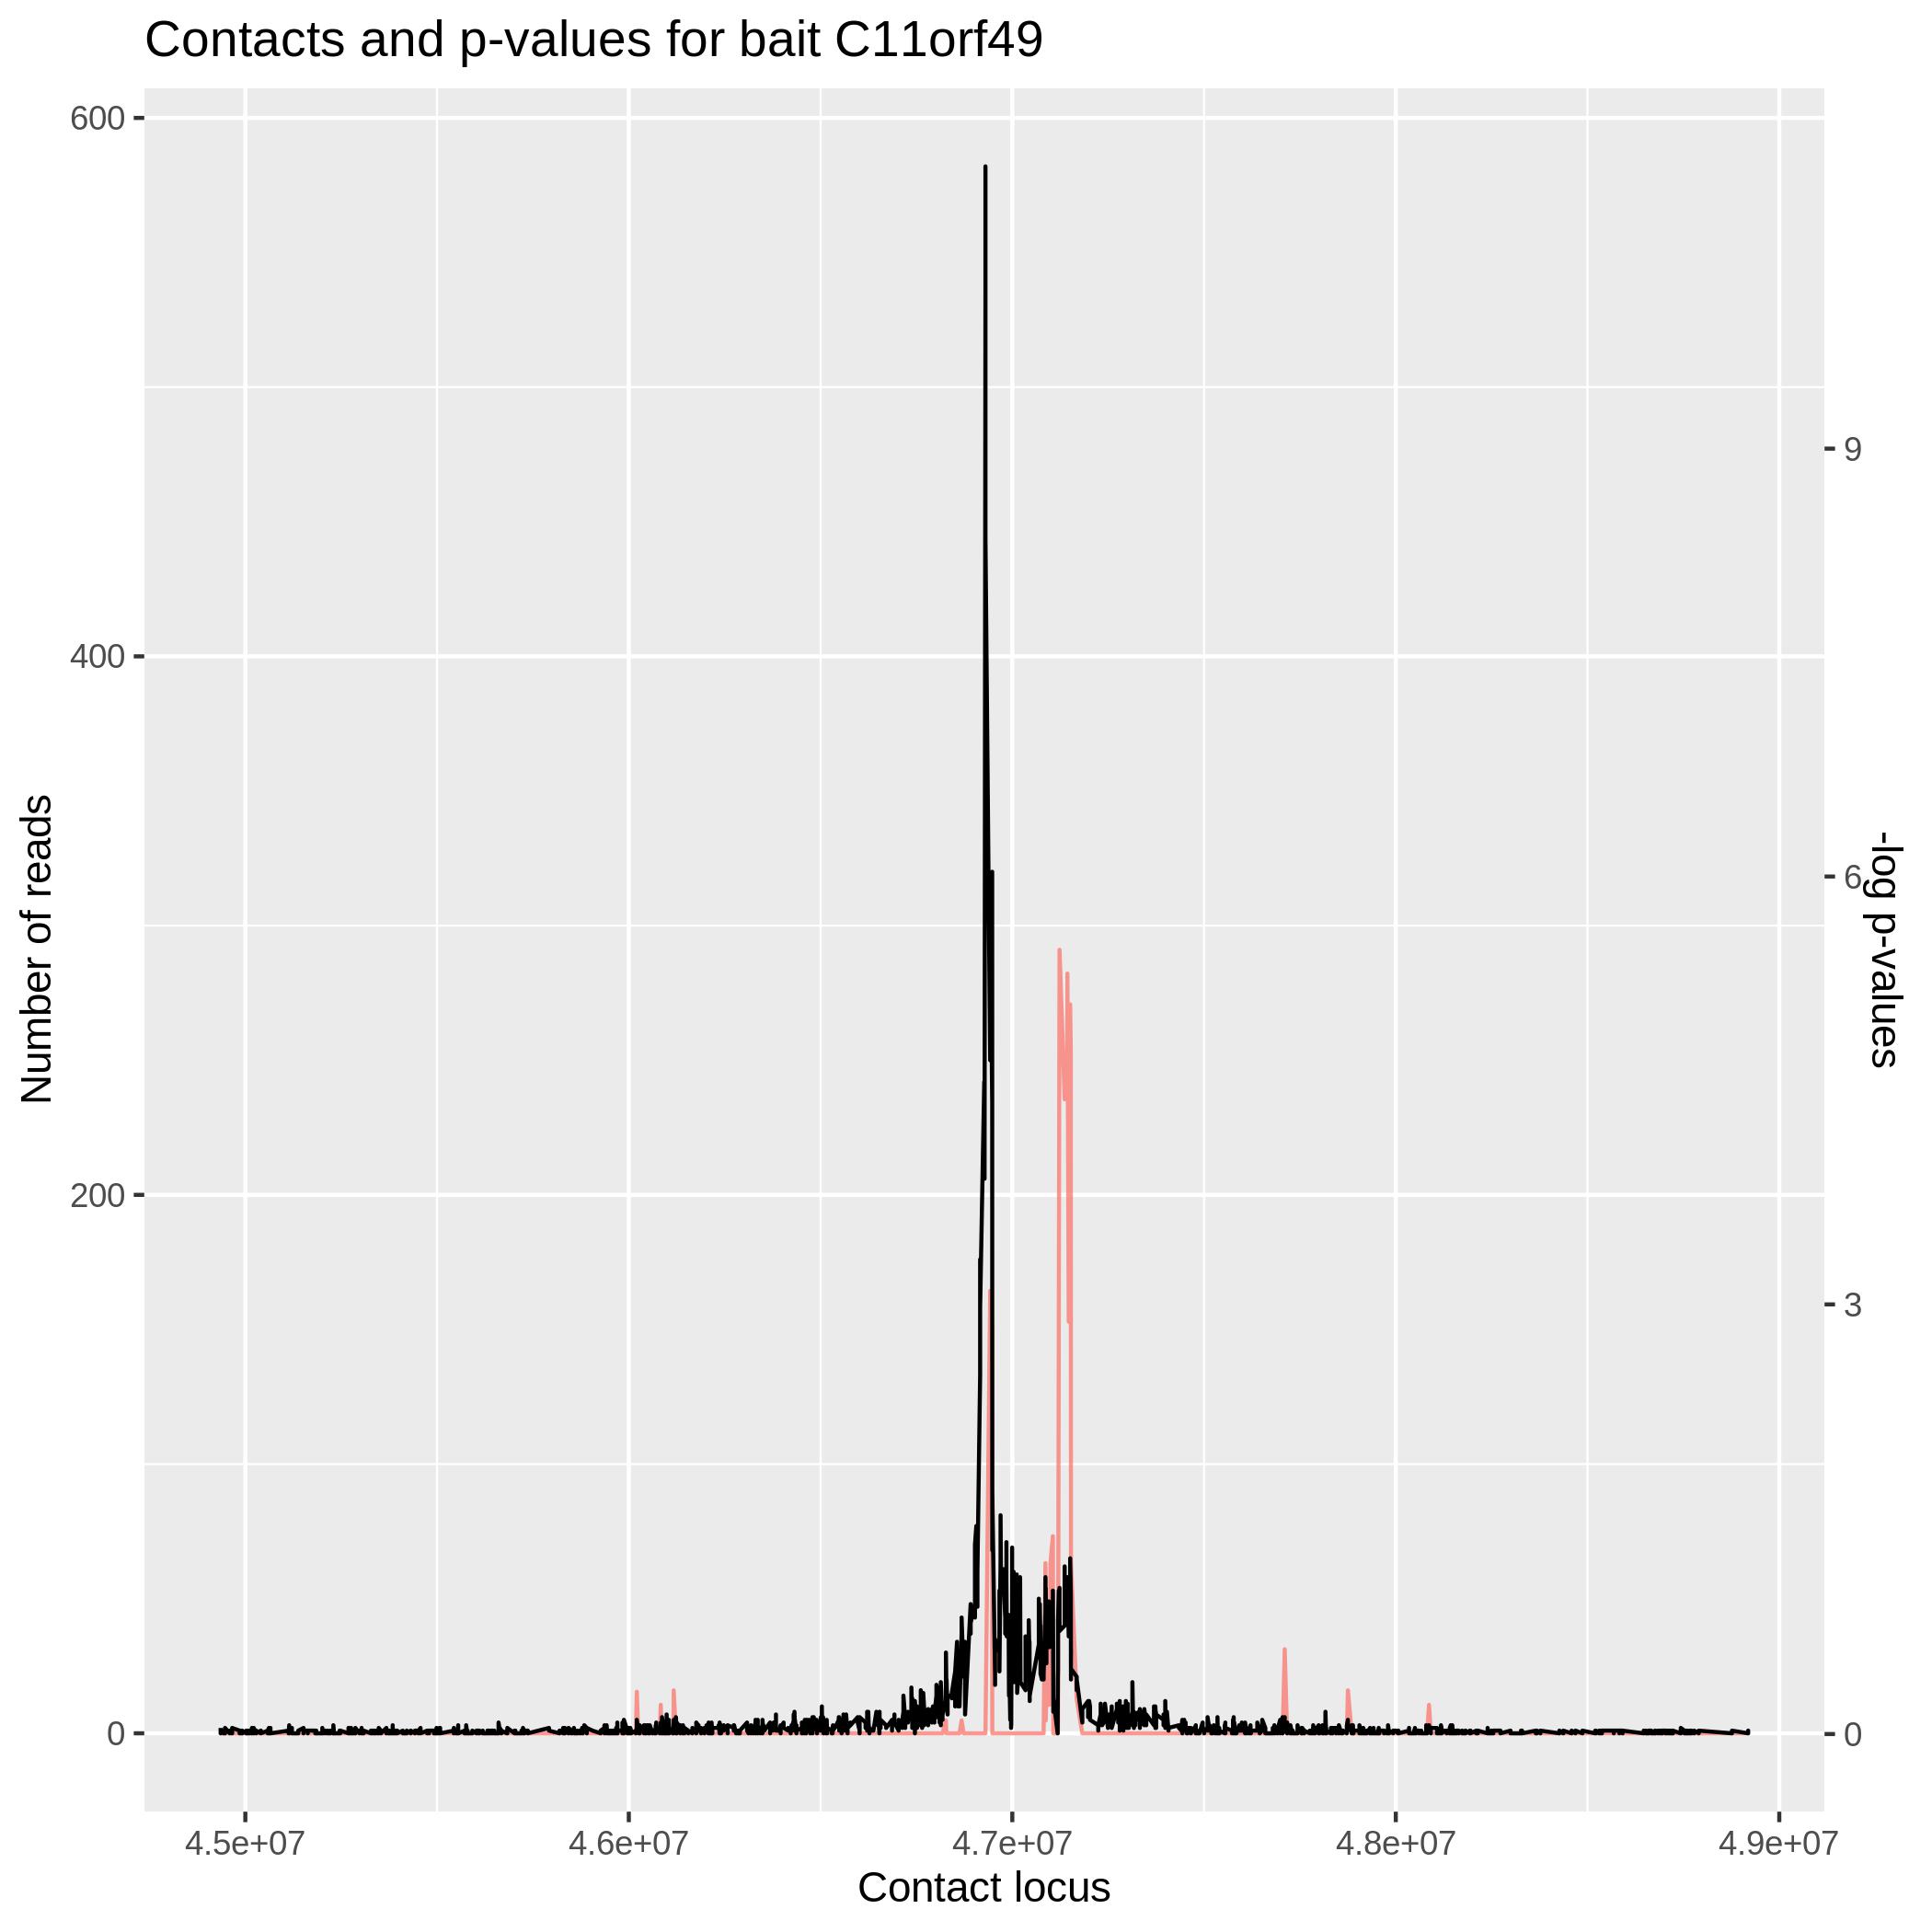 Contacts and p-values for bait C11orf49
600
400
200
0
9
6
3
0
Number of reads
-log p-values
4.5e+07 4.6e+07 4.7e+07 4.8e+07 4.9e+07
Contact locus